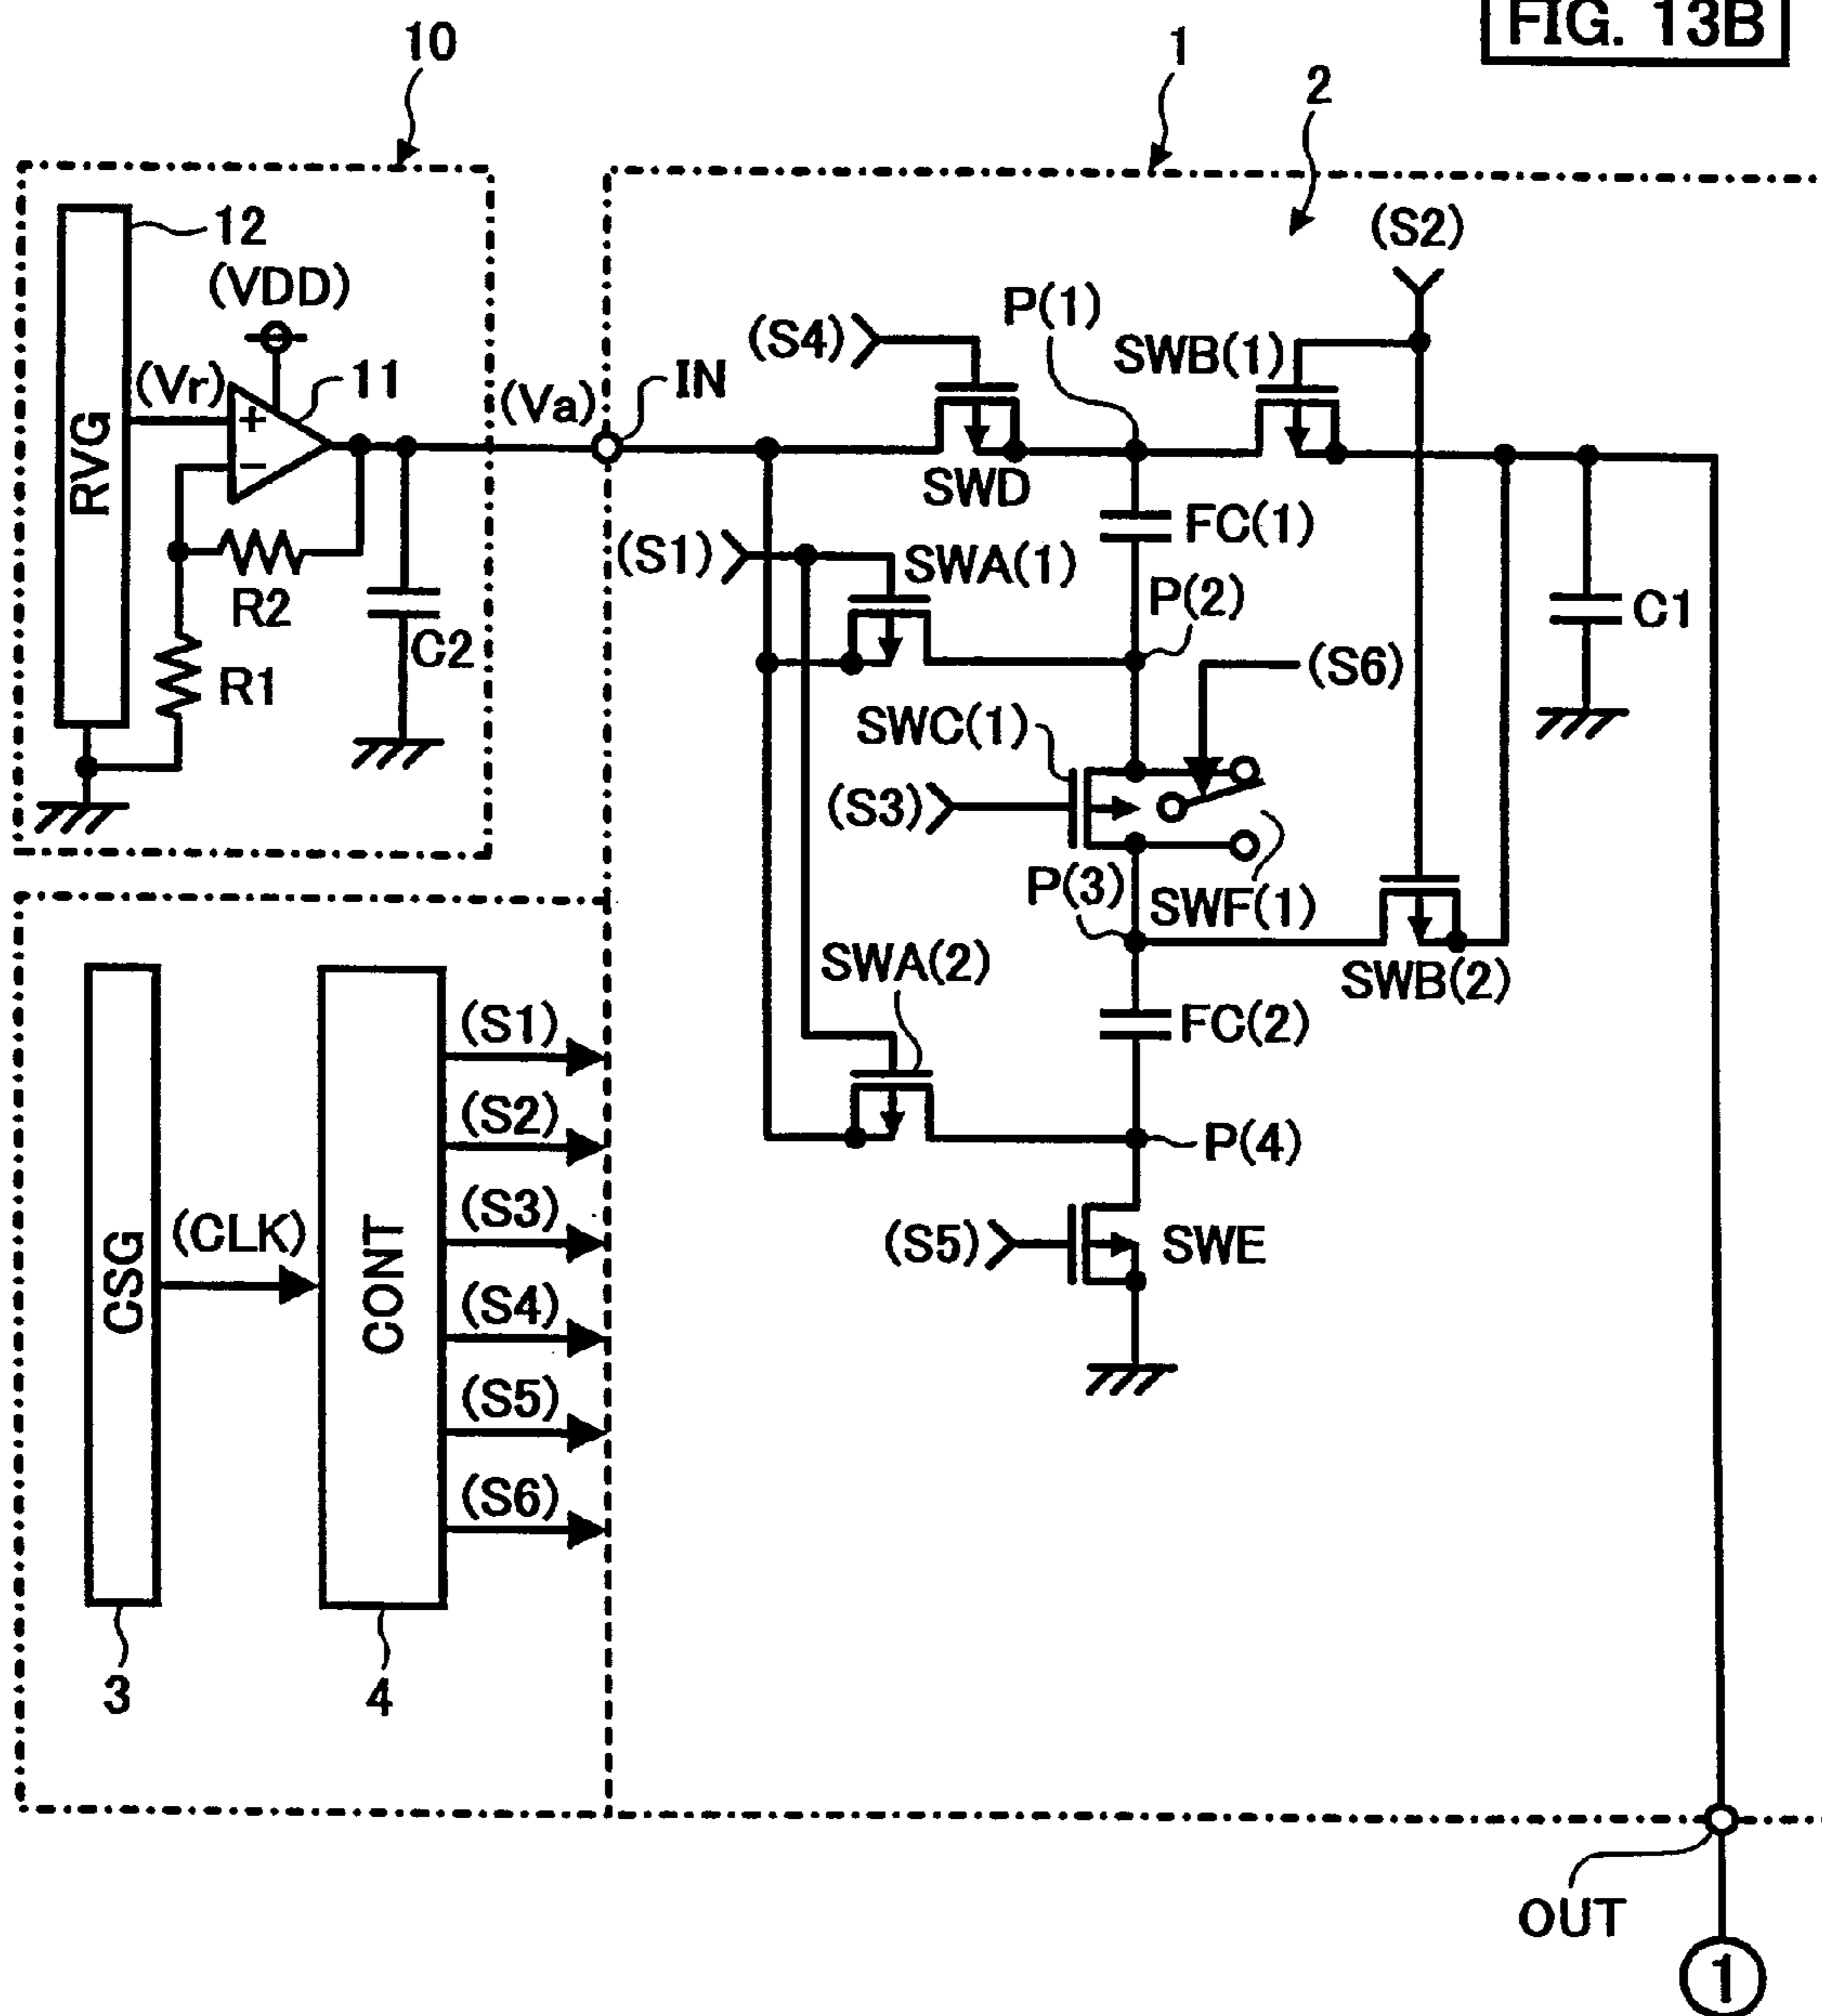 FIG. 13B
10
1
2
12
(VDD)
(S2)
P(1)
(S4)
SWB(1)
(Vr)
11
(Va)
IN
RVG
SWD
FC(1)
(S1)
SWA(1)
P(2)
R2
C2
C1
R1
(S6)
SWC(1)
(S3)
P(3)
SWF(1)
SWA(2)
SWB(2)
(S1)
FC(2)
(S2)
P(4)
(S3)
CSG
(CLK)
CONT
(S5)
SWE
(S4)
(S5)
(S6)
3
4
OUT
1